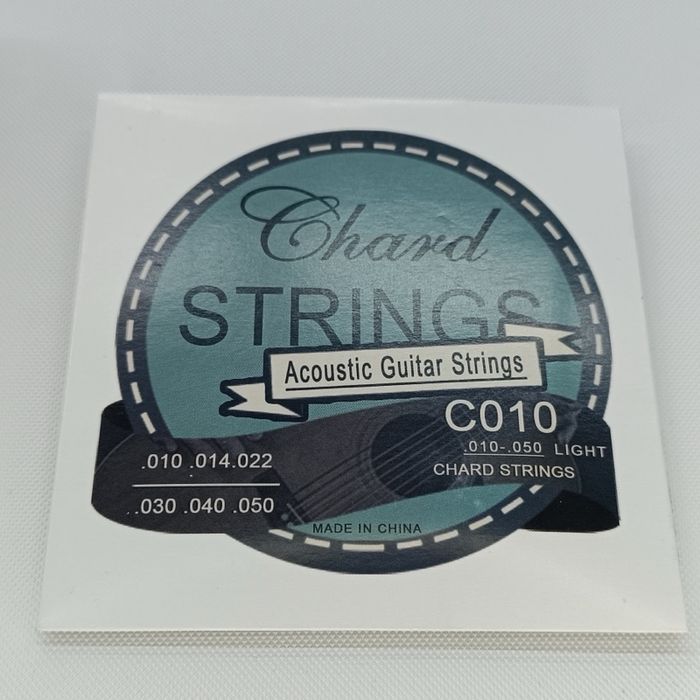 Chard
STRINGS
Acoustic Guitar Strings
C010
.010-.050 LIGHT
CHARD STRINGS
.010 .014.022
.030 .040 .050
MADE IN CHINA